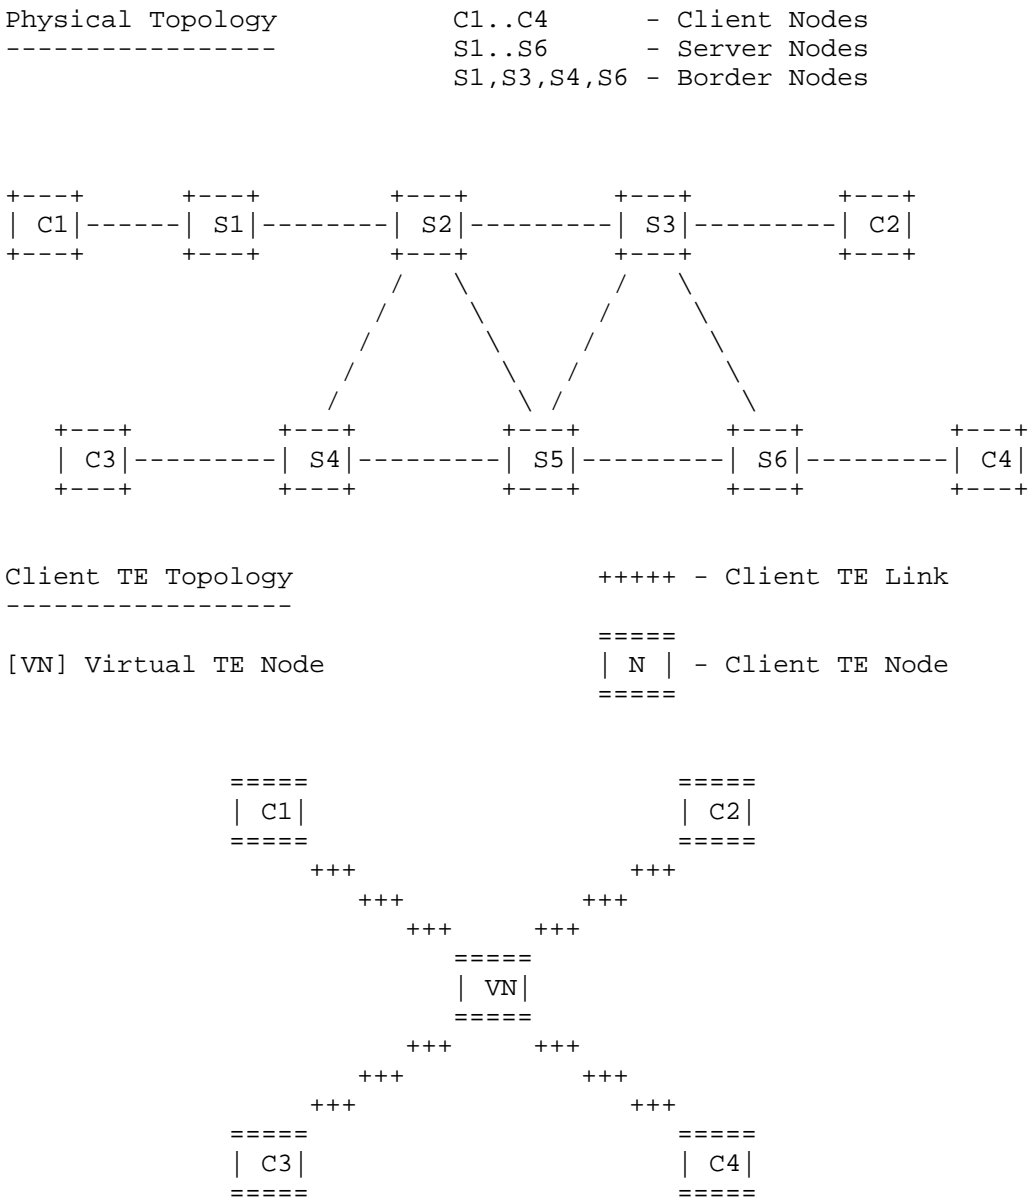 Physical Topology           C1..C4      - Client Nodes
-----------------           S1..S6      - Server Nodes
                            S1,S3,S4,S6 - Border Nodes

+---+      +---+        +---+         +---+         +---+
| C1|------| S1|--------| S2|---------| S3|---------| C2|
+---+      +---+        +---+         +---+         +---+
                        /   \         /   \
                       /     \       /     \
                      /       \     /       \
                     /         \   /         \
                    /           \ /           \
   +---+         +---+         +---+         +---+         +---+
   | C3|---------| S4|---------| S5|---------| S6|---------| C4|
   +---+         +---+         +---+         +---+         +---+

Client TE Topology                   +++++ - Client TE Link
------------------
                                     =====
[VN] Virtual TE Node                 | N | - Client TE Node
                                     =====

              =====                       =====
              | C1|                       | C2|
              =====                       =====
                   +++                 +++
                      +++           +++
                         +++     +++
                            =====
                            | VN|
                            =====
                         +++     +++
                      +++           +++
                   +++                 +++
              =====                       =====
              | C3|                       | C4|
              =====                       =====